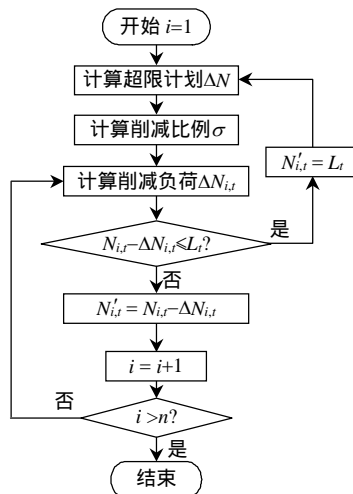 开始 i=1
计算超限计划ΔN
计算削减比例σ
N′i,t = Lt
计算削减负荷ΔNi,t
Ni,t−ΔNi,t≤Lt?
是
否
N′i,t = Ni,t−ΔNi,t
i = i+1
否
i >n?
是
结束